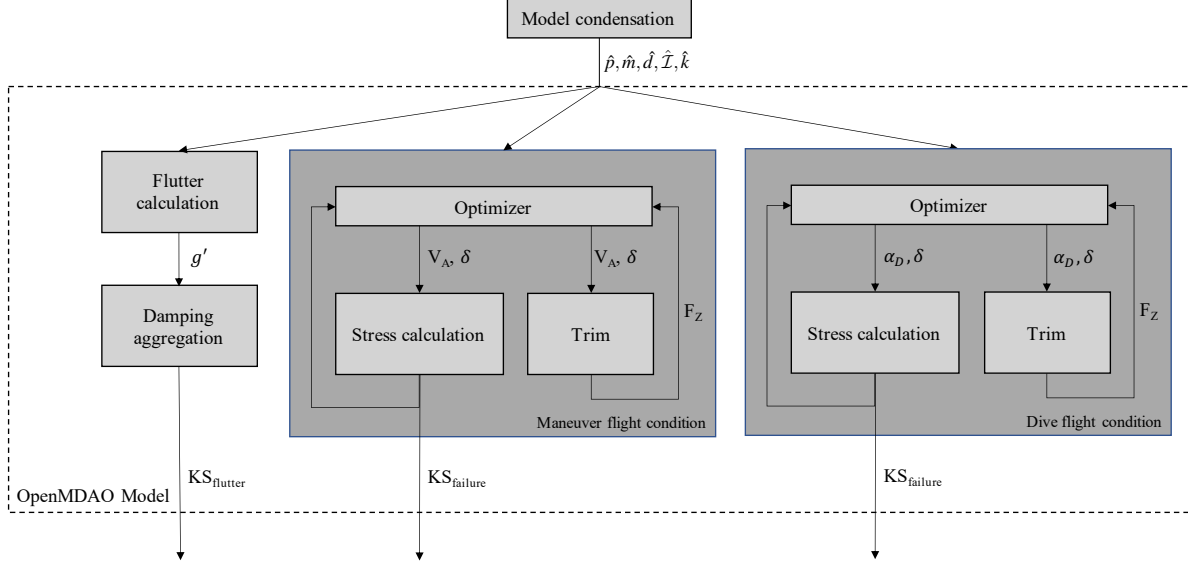 Model condensation
p̂, m̂, d̂, ℐ̂, k̂
Flutter
calculation
g′
Damping
aggregation
KS_flutter
OpenMDAO Model
Optimizer
V_A, δ
V_A, δ
Stress calculation
Trim
F_Z
Maneuver flight condition
KS_failure
Optimizer
α_D, δ
α_D, δ
Stress calculation
Trim
F_Z
Dive flight condition
KS_failure